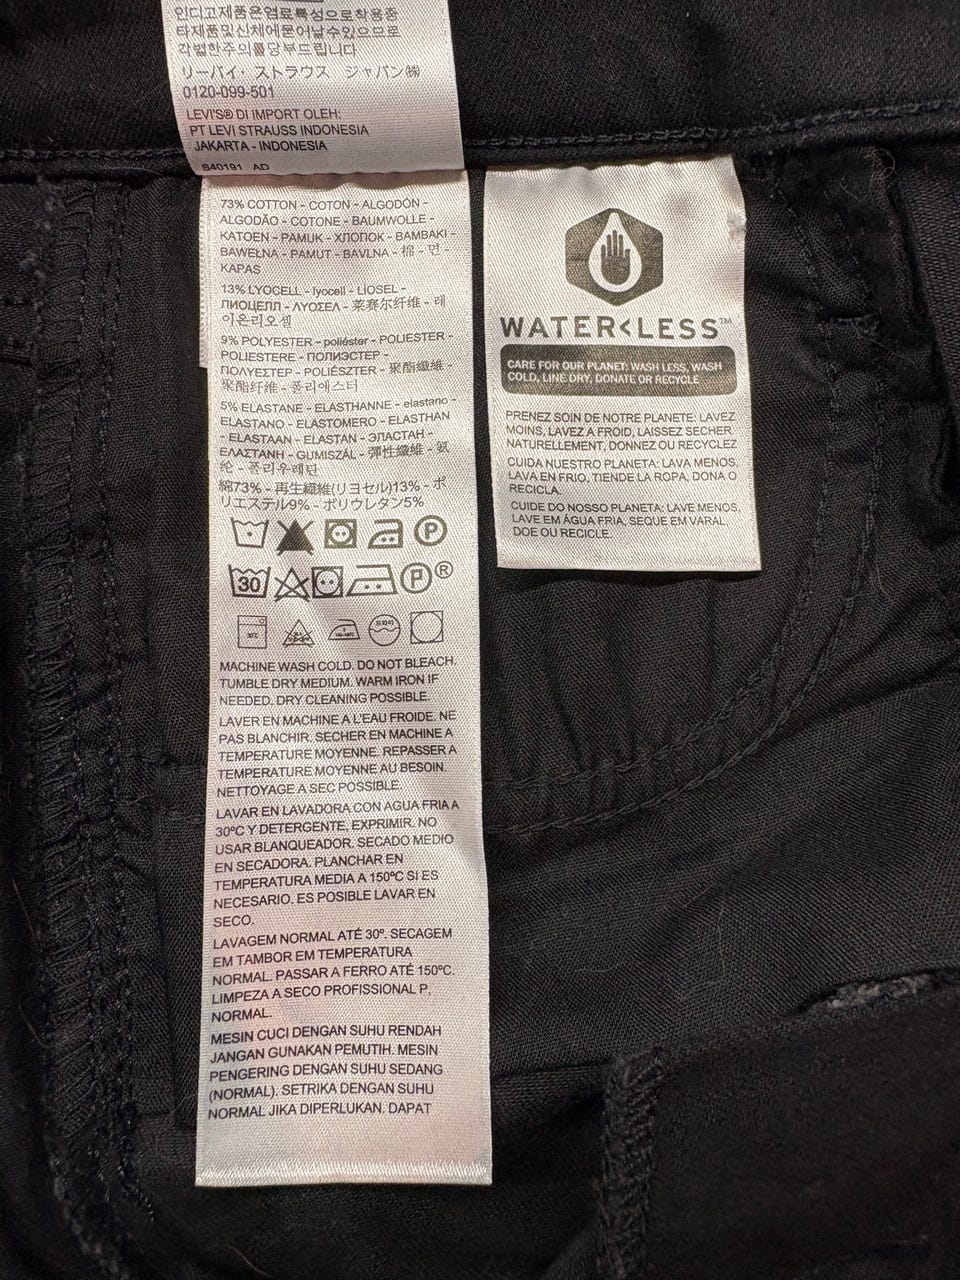 인디고제품은염료특성으로착용중
타제품및신체에묻어날수있으므로
각별한주의를당부드립니다
リーバイ・ストラウス ジャパン㈱
0120-099-501
LEVI'S® DI IMPORT OLEH:
PT LEVI STRAUSS INDONESIA
JAKARTA - INDONESIA
S40191 AD
73% COTTON - COTON - ALGODÓN -
ALGODÃO - COTONE - BAUMWOLLE -
KATOEN - PAMUK - ХЛОПОК - BAMBAKI -
BAWEŁNA - PAMUT - BAVLNA - 棉 - 면 -
KAPAS
13% LYOCELL - lyocell - LIOSEL -
ЛИОЦЕЛЛ - ΛΥΟΣΕΛ - 莱赛尔纤维 - 레
이온리오셀
9% POLYESTER - poliéster - POLIESTER -
POLIESTERE - ПОЛИЭСТЕР -
ΠΟΛΥΕΣΤΕΡ - POLIÉSZTER - 聚酯纖維 -
聚酯纤维 - 폴리에스터
5% ELASTANE - ELASTHANNE - elastano -
ELASTANO - ELASTOMERO - ELASTHAN
- ELASTAAN - ELASTAN - ЭЛАСТАН -
ΕΛΑΣΤΑΝΗ - GUMISZÁL - 彈性纖維 - 氨
纶 - 폴리우레탄
綿73% - 再生繊維(リヨセル)13% - ポ
リエステル9% - ポリウレタン5%
P
30 P ®
MACHINE WASH COLD. DO NOT BLEACH.
TUMBLE DRY MEDIUM. WARM IRON IF
NEEDED. DRY CLEANING POSSIBLE.
LAVER EN MACHINE A L'EAU FROIDE. NE
PAS BLANCHIR. SECHER EN MACHINE A
TEMPERATURE MOYENNE. REPASSER A
TEMPERATURE MOYENNE AU BESOIN.
NETTOYAGE A SEC POSSIBLE.
LAVAR EN LAVADORA CON AGUA FRIA A
30ºC Y DETERGENTE, EXPRIMIR. NO
USAR BLANQUEADOR. SECADO MEDIO
EN SECADORA. PLANCHAR EN
TEMPERATURA MEDIA A 150ºC SI ES
NECESARIO. ES POSIBLE LAVAR EN
SECO.
LAVAGEM NORMAL ATÉ 30º. SECAGEM
EM TAMBOR EM TEMPERATURA
NORMAL. PASSAR A FERRO ATÉ 150ºC.
LIMPEZA A SECO PROFISSIONAL P,
NORMAL.
MESIN CUCI DENGAN SUHU RENDAH
JANGAN GUNAKAN PEMUTIH. MESIN
PENGERING DENGAN SUHU SEDANG
(NORMAL). SETRIKA DENGAN SUHU
NORMAL JIKA DIPERLUKAN. DAPAT
WATER<LESS™
CARE FOR OUR PLANET: WASH LESS, WASH
COLD, LINE DRY, DONATE OR RECYCLE
PRENEZ SOIN DE NOTRE PLANETE: LAVEZ
MOINS, LAVEZ A FROID, LAISSEZ SECHER
NATURELLEMENT, DONNEZ OU RECYCLEZ
CUIDA NUESTRO PLANETA: LAVA MENOS,
LAVA EN FRIO, TIENDE LA ROPA, DONA O
RECICLA.
CUIDE DO NOSSO PLANETA: LAVE MENOS,
LAVE EM ÁGUA FRIA, SEQUE EM VARAL,
DOE OU RECICLE.